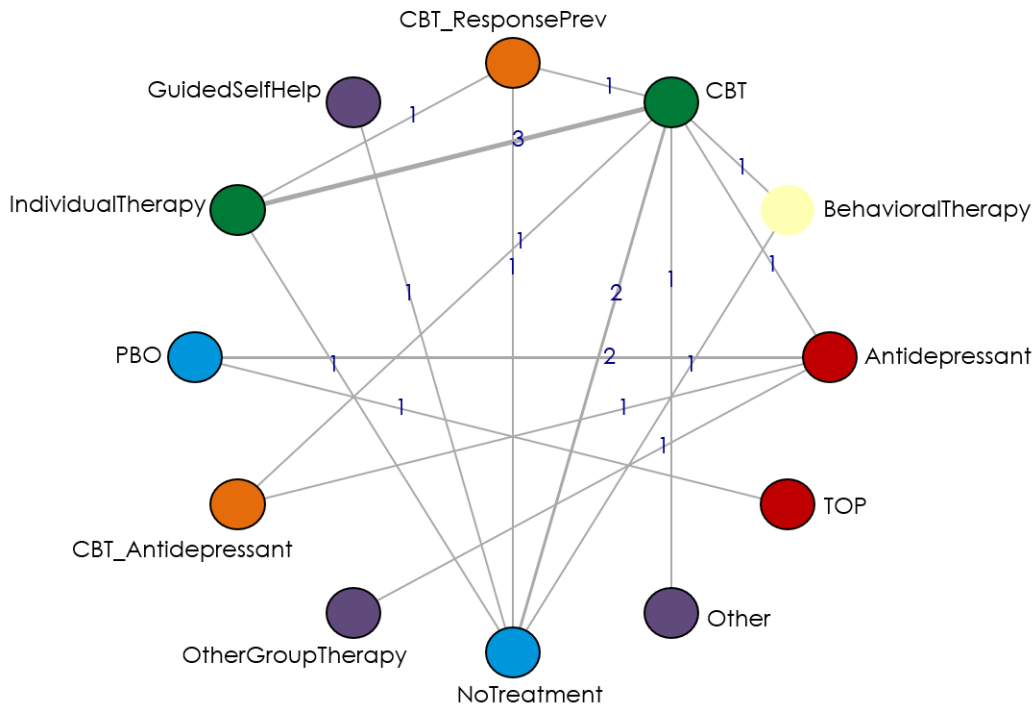 CBT_ResponsePrev
GuidedSelfHelp
CBT
1
1
3
1
IndividualTherapy
BehavioralTherapy
1
1
1
1
1
2
PBO
1
2
1
Antidepressant
1
1
1
CBT_Antidepressant
TOP
OtherGroupTherapy
Other
NoTreatment